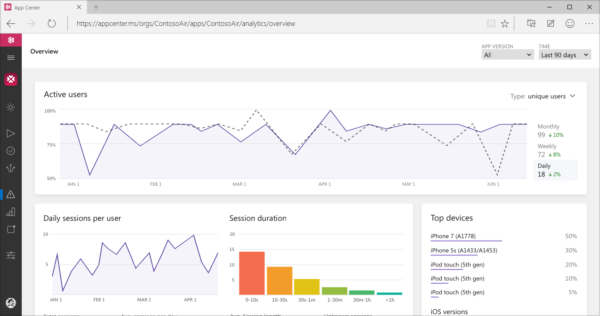 App Center
https://appcenter.ms/orgs/ContosoAir/apps/ContosoAir/analytics/overview
Overview
APP VERSION
All
TIME
Last 90 days
Active users
Type: unique users
100%
75%
50%
JAN 1 FEB 1 MAR 1 APR 1 MAY 1 JUN 1
Monthly
99 10%
Weekly
72 8%
Daily
18 2%
Daily sessions per user
10
5
JAN 1 FEB 1 MAR 1 APR 1
Session duration
20
15
10
5
0-10s 10-30s 30s-1m 1-30m 30m-1h
Top devices
iPhone 7 (A1778) 50%
iPhone 5s (A1433/A1453) 30%
iPod touch (5th gen) 20%
iPod touch (5th gen) 10%
iPod touch (5th gen) 5%
iOS versions